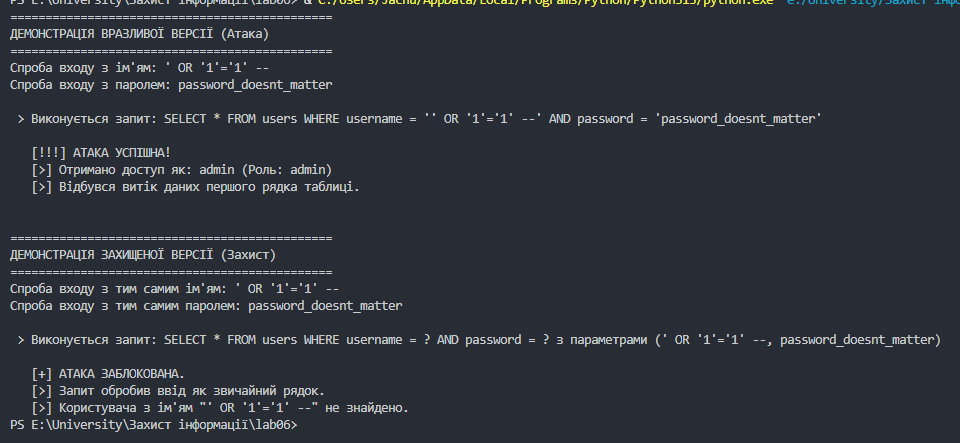 PS E:\University\Захист інформації\lab06> & C:/Users/Jachu/AppData/Local/Programs/Python/Python313/python.exe "e:/University/Захист інфо
==============================================
ДЕМОНСТРАЦІЯ ВРАЗЛИВОЇ ВЕРСІЇ (Атака)
==============================================
Спроба входу з ім'ям: ' OR '1'='1' --
Спроба входу з паролем: password_doesnt_matter
> Виконується запит: SELECT * FROM users WHERE username = '' OR '1'='1' --' AND password = 'password_doesnt_matter'
[!!!] АТАКА УСПІШНА!
[>] Отримано доступ як: admin (Роль: admin)
[>] Відбувся витік даних першого рядка таблиці.
==============================================
ДЕМОНСТРАЦІЯ ЗАХИЩЕНОЇ ВЕРСІЇ (Захист)
==============================================
Спроба входу з тим самим ім'ям: ' OR '1'='1' --
Спроба входу з тим самим паролем: password_doesnt_matter
> Виконується запит: SELECT * FROM users WHERE username = ? AND password = ? з параметрами (' OR '1'='1' --, password_doesnt_matter)
[+] АТАКА ЗАБЛОКОВАНА.
[>] Запит обробив ввід як звичайний рядок.
[>] Користувача з ім'ям "' OR '1'='1' --" не знайдено.
PS E:\University\Захист інформації\lab06>